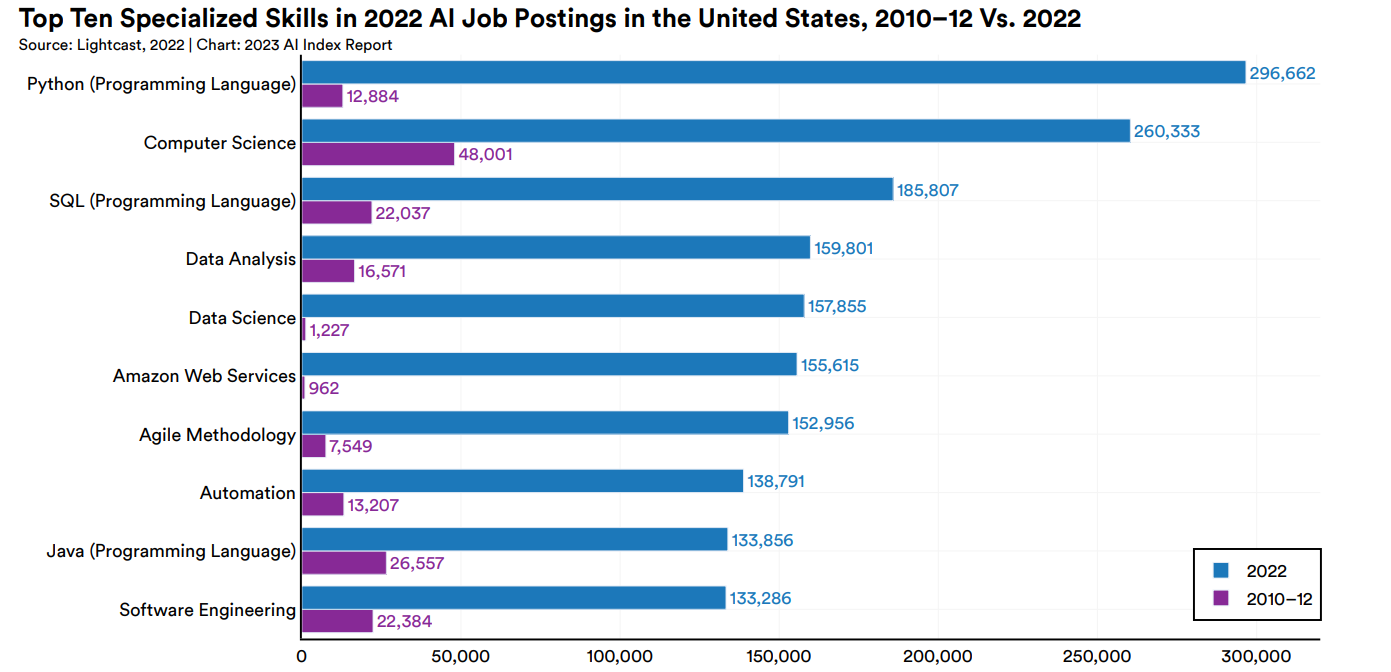 Top Ten Specialized Skills in 2022 AI Job Postings in the United States, 2010–12 Vs. 2022
Source: Lightcast, 2022 | Chart: 2023 AI Index Report
Python (Programming Language)
296,662
12,884
Computer Science
260,333
48,001
SQL (Programming Language)
185,807
22,037
Data Analysis
159,801
16,571
Data Science
157,855
1,227
Amazon Web Services
155,615
962
Agile Methodology
152,956
7,549
Automation
138,791
13,207
Java (Programming Language)
133,856
26,557
Software Engineering
133,286
22,384
2022
2010–12
0 50,000 100,000 150,000 200,000 250,000 300,000